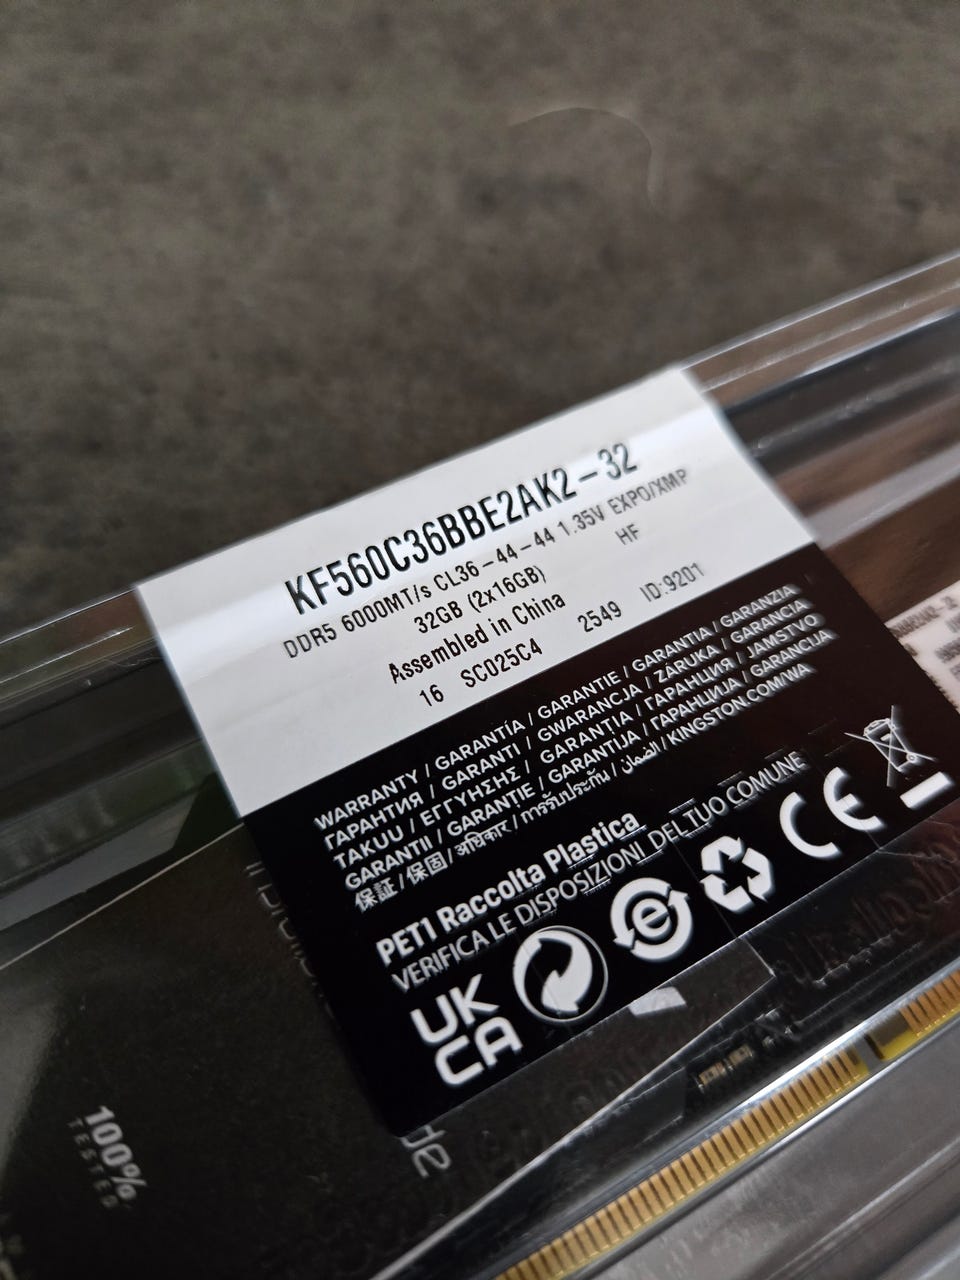 KF560C36BBE2AK2-32
DDR5 6000MT/s CL36-44-44 1.35V EXPO/XMP
32GB (2x16GB) HF
Assembled in China
16 SC025C4 2549 ID:9201
WARRANTY / GARANTÍA / GARANTIE / GARANTIA / GARANZIA
ГАРАНТИЯ / GARANTI / GWARANCJA / ZÁRUKA / GARANCIA
TAKUU / ΕΓΓΥΗΣΗΣ / GARANTIA / ГАРАНЦИЯ / JAMSTVO
GARANTII / GARANTIE / GARANTIJA / ГАРАНЦИЈА / GARANCIJA
保証 / 保固 / अधिकार / การรับประกัน / الضمان / KINGSTON.COM/WA
PET1 Raccolta Plastica
VERIFICA LE DISPOSIZIONI DEL TUO COMUNE
UK
CA
e
CE
100%
TESTED